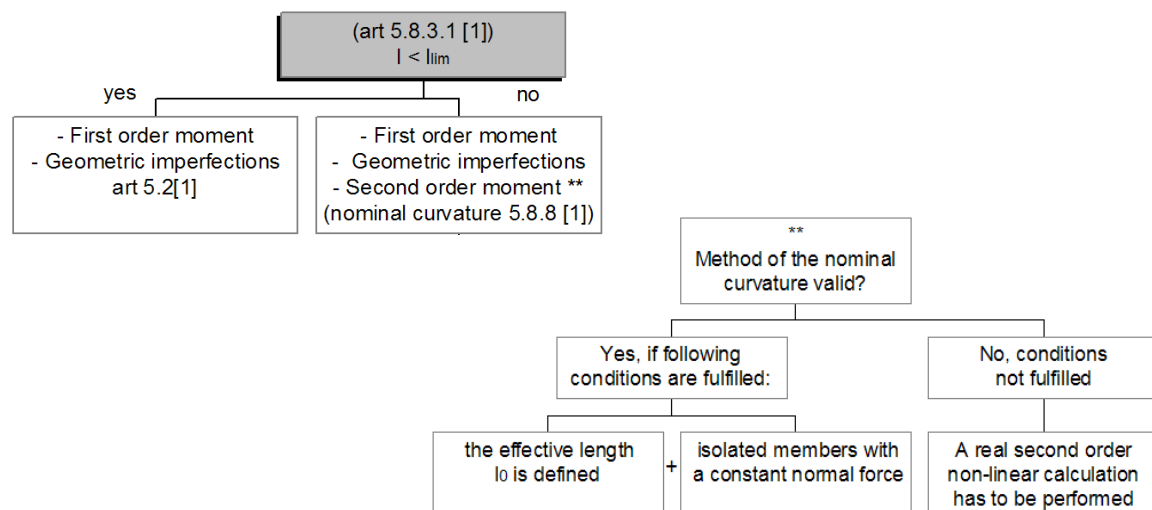 (art 5.8.3.1 [1])
l < llim
yes
no
- First order moment
- Geometric imperfections
art 5.2[1]
- First order moment
- Geometric imperfections
- Second order moment **
(nominal curvature 5.8.8 [1])
**
Method of the nominal
curvature valid?
Yes, if following
conditions are fulfilled:
No, conditions
not fulfilled
the effective length
l0 is defined
+
isolated members with
a constant normal force
A real second order
non-linear calculation
has to be performed